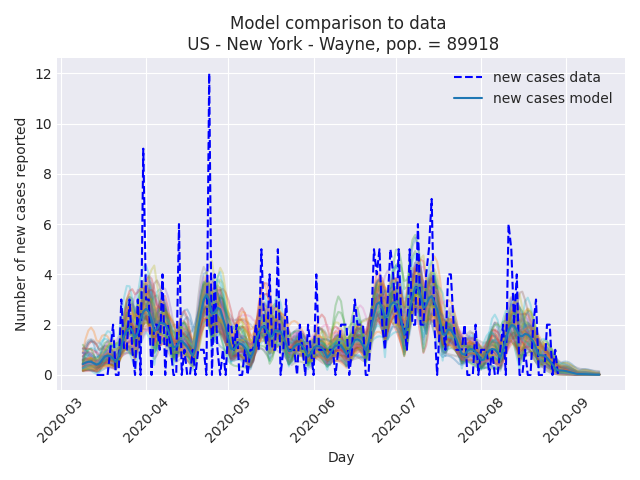 Model comparison to data
US - New York - Wayne, pop. = 89918
new cases data
new cases model
Number of new cases reported
12
10
8
6
4
2
0
2020-03
2020-04
2020-05
2020-06
2020-07
2020-08
2020-09
Day